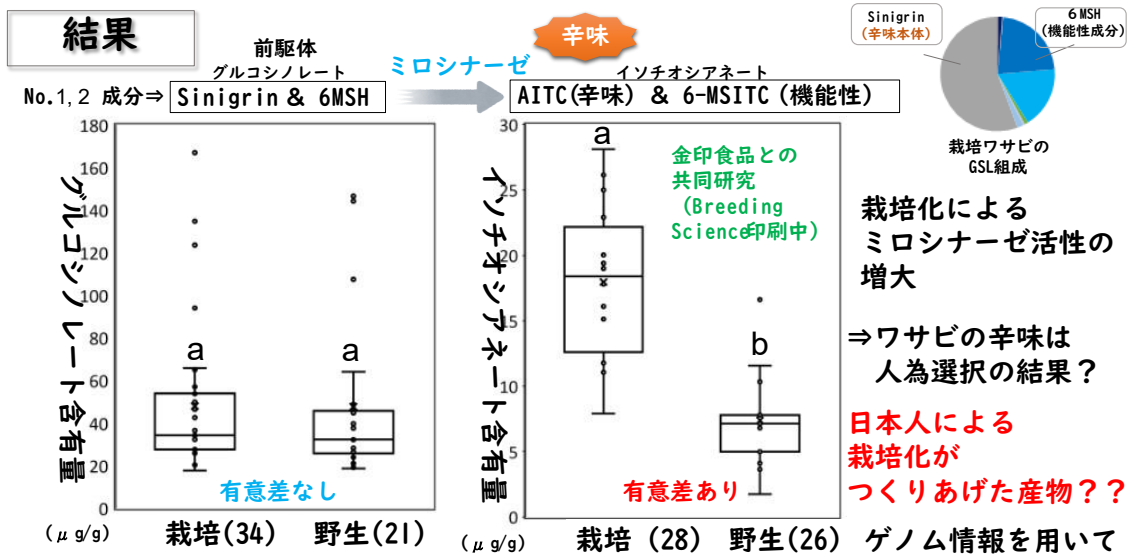 結果
前駆体
グルコシノレート
ミロシナーゼ
辛味
イソチオシアネート
No.1,2 成分⇒ Sinigrin & 6MSH
AITC(辛味) & 6-MSITC(機能性)
Sinigrin
(辛味本体)
6MSH
(機能性成分)
栽培ワサビの
GSL組成
グルコシノレート含有量
180
160
140
120
100
80
60
40
20
0
a
a
有意差なし
(μg/g)
栽培(34) 野生(21)
イソチオシアネート含有量
30
25
20
15
10
5
0
a
b
金印食品との
共同研究
(Breeding
Science印刷中)
有意差あり
(μg/g)
栽培 (28) 野生(26)
栽培化による
ミロシナーゼ活性の
増大
⇒ワサビの辛味は
人為選択の結果？
日本人による
栽培化が
つくりあげた産物？？
ゲノム情報を用いて